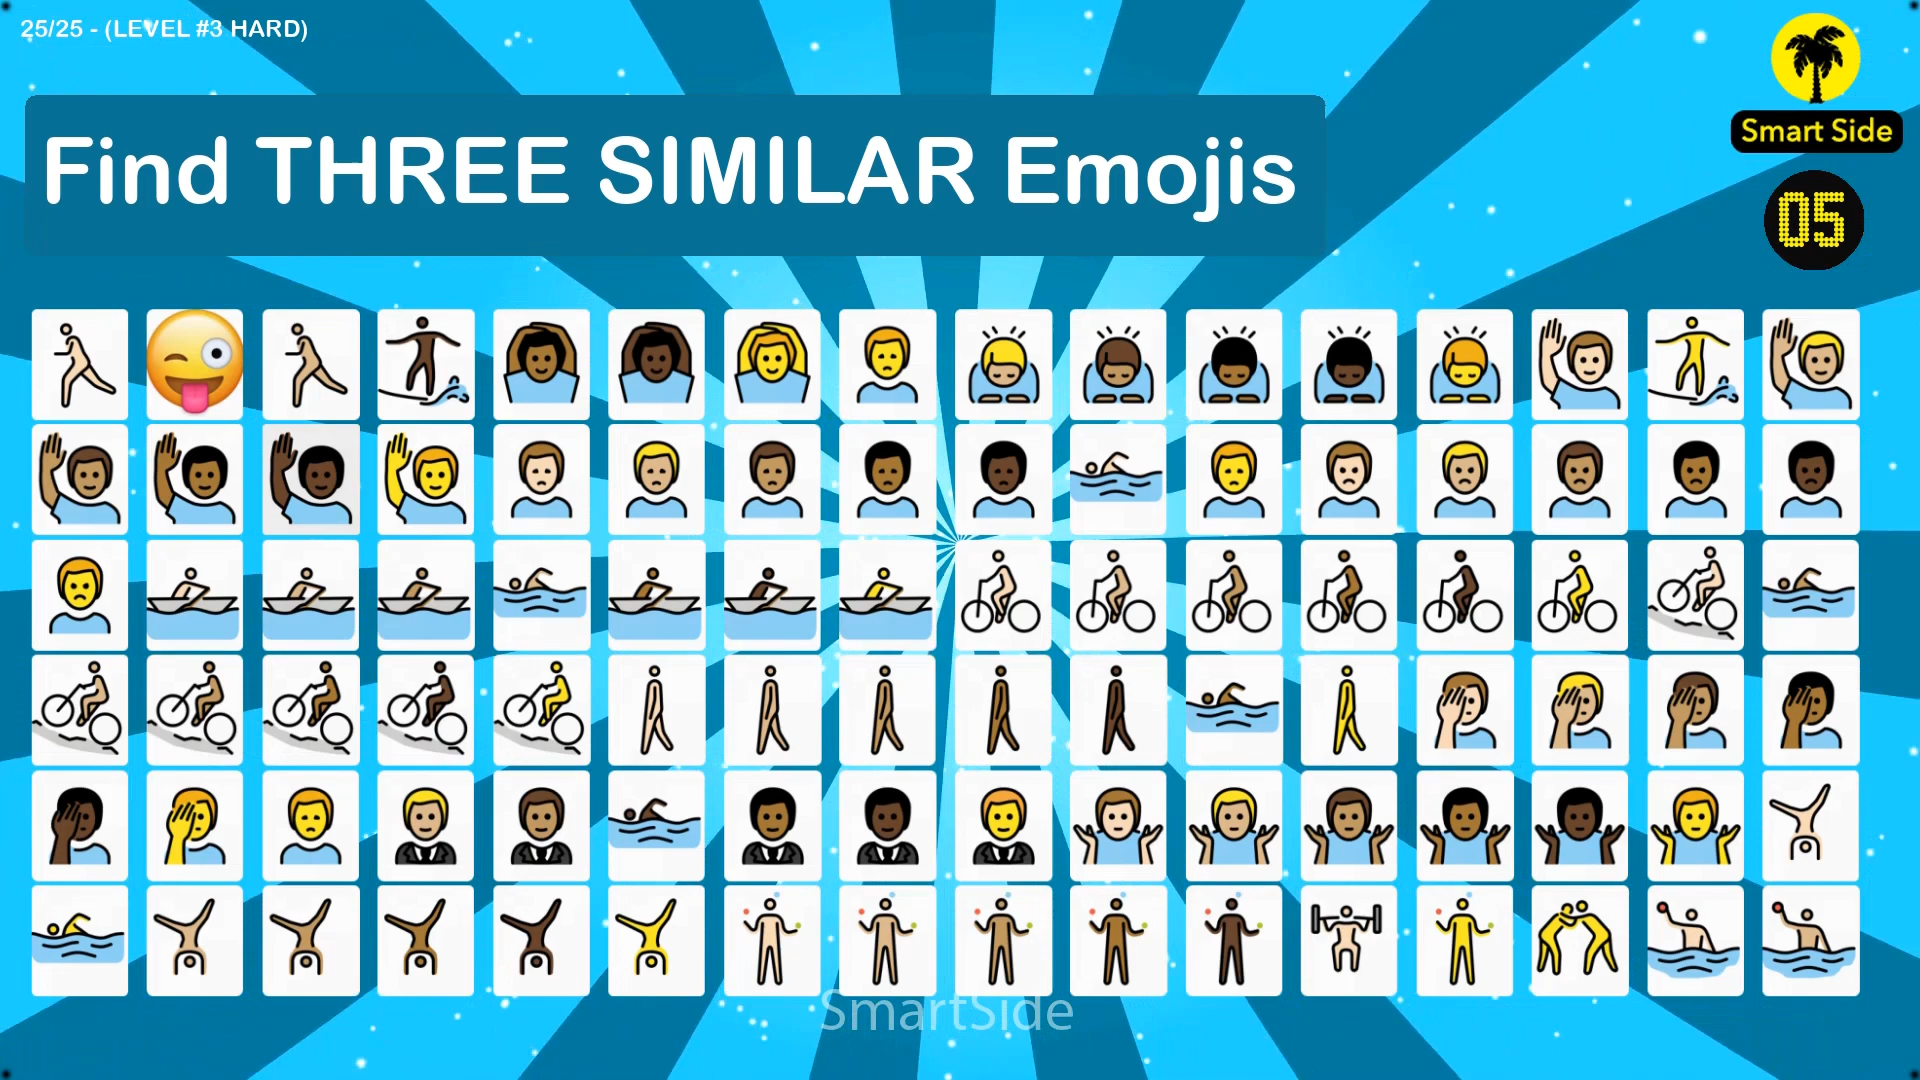 25/25 - (LEVEL #3 HARD)
Find THREE SIMILAR Emojis
Smart Side
05
SmartSide